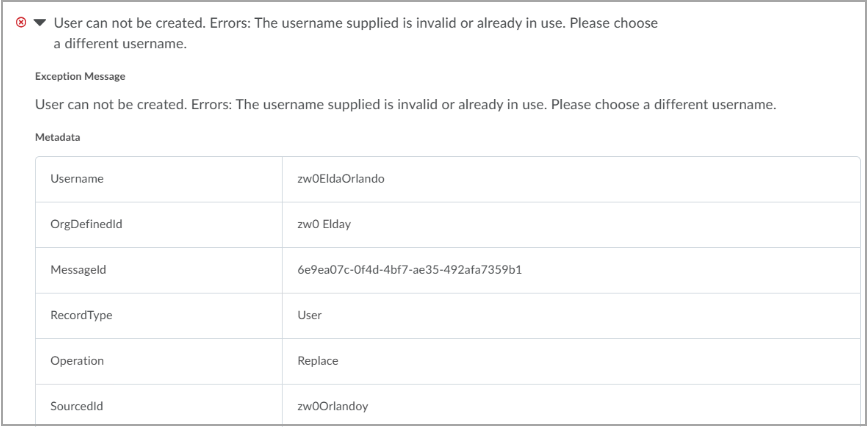 User can not be created. Errors: The username supplied is invalid or already in use. Please choose
a different username.
Exception Message
User can not be created. Errors: The username supplied is invalid or already in use. Please choose a different username.
Metadata
Username zw0EldaOrlando
OrgDefinedId zw0 Elday
MessageId 6e9ea07c-0f4d-4bf7-ae35-492afa7359b1
RecordType User
Operation Replace
SourcedId zw0Orlandoy